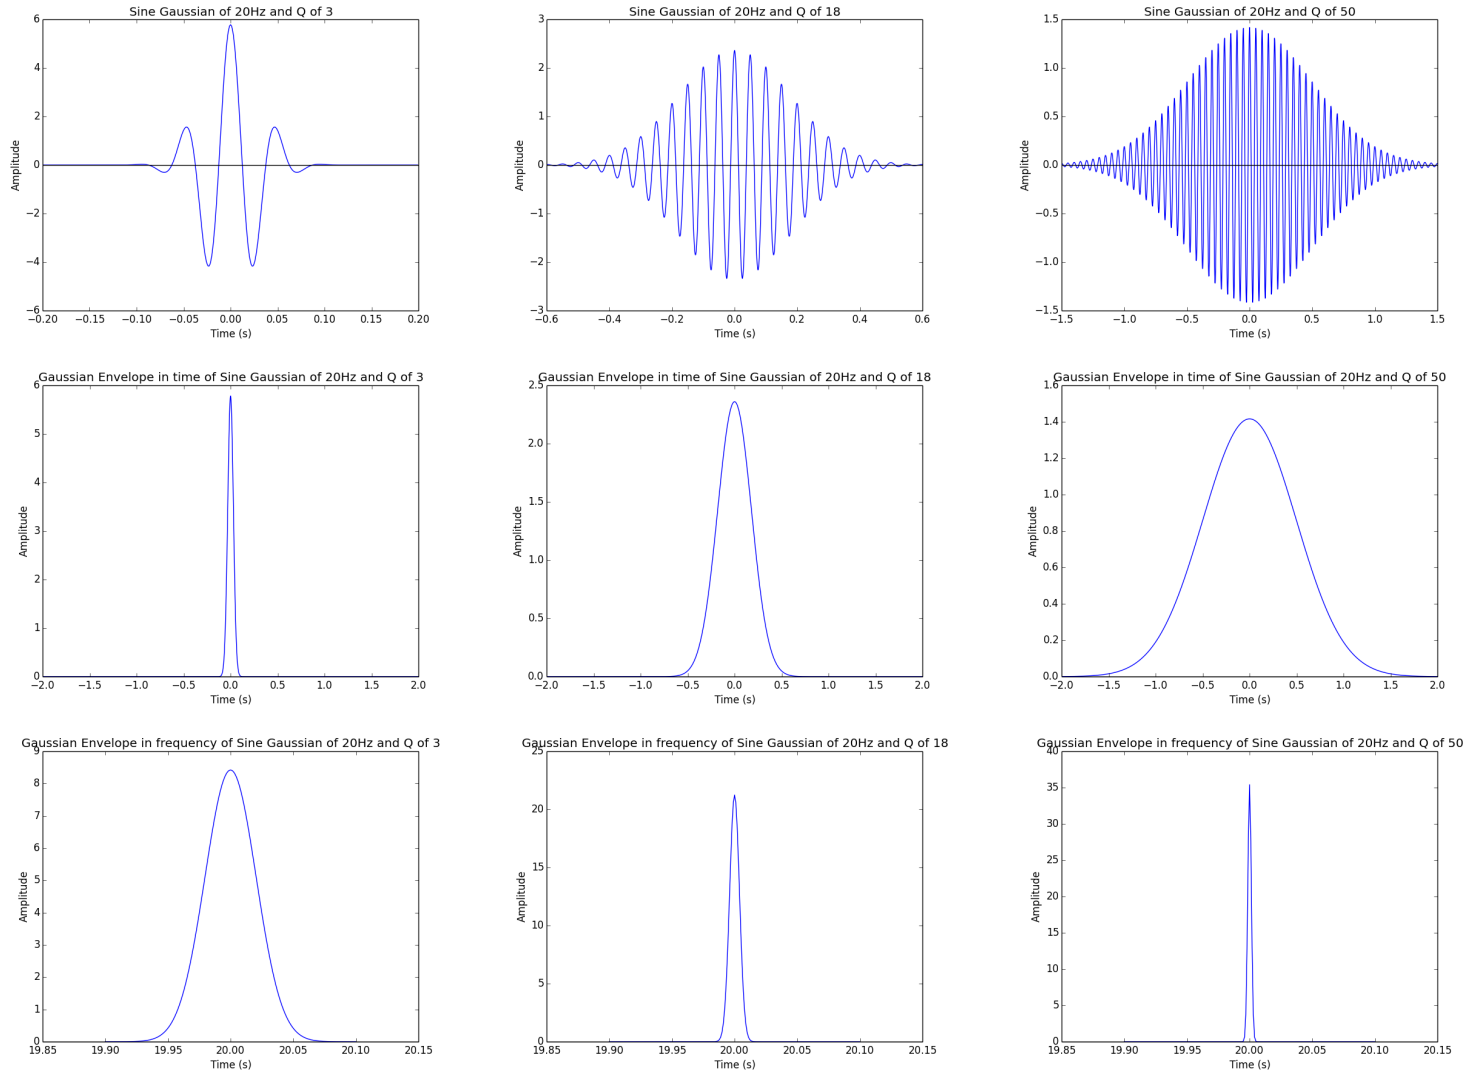 Sine Gaussian of 20Hz and Q of 3
6
4
2
0
−2
−4
−6
Amplitude
−0.20 −0.15 −0.10 −0.05 0.00 0.05 0.10 0.15 0.20
Time (s)
Sine Gaussian of 20Hz and Q of 18
3
2
1
0
−1
−2
−3
Amplitude
−0.6 −0.4 −0.2 0.0 0.2 0.4 0.6
Time (s)
Sine Gaussian of 20Hz and Q of 50
1.5
1.0
0.5
0.0
−0.5
−1.0
−1.5
Amplitude
−1.5 −1.0 −0.5 0.0 0.5 1.0 1.5
Time (s)
Gaussian Envelope in time of Sine Gaussian of 20Hz and Q of 3
6
5
4
3
2
1
0
Amplitude
−2.0 −1.5 −1.0 −0.5 0.0 0.5 1.0 1.5 2.0
Time (s)
Gaussian Envelope in time of Sine Gaussian of 20Hz and Q of 18
2.5
2.0
1.5
1.0
0.5
0.0
Amplitude
−2.0 −1.5 −1.0 −0.5 0.0 0.5 1.0 1.5 2.0
Time (s)
Gaussian Envelope in time of Sine Gaussian of 20Hz and Q of 50
1.6
1.4
1.2
1.0
0.8
0.6
0.4
0.2
0.0
Amplitude
−2.0 −1.5 −1.0 −0.5 0.0 0.5 1.0 1.5 2.0
Time (s)
Gaussian Envelope in frequency of Sine Gaussian of 20Hz and Q of 3
9
8
7
6
5
4
3
2
1
0
Amplitude
19.85 19.90 19.95 20.00 20.05 20.10 20.15
Time (s)
Gaussian Envelope in frequency of Sine Gaussian of 20Hz and Q of 18
25
20
15
10
5
0
Amplitude
19.85 19.90 19.95 20.00 20.05 20.10 20.15
Time (s)
Gaussian Envelope in frequency of Sine Gaussian of 20Hz and Q of 50
40
35
30
25
20
15
10
5
0
Amplitude
19.85 19.90 19.95 20.00 20.05 20.10 20.15
Time (s)